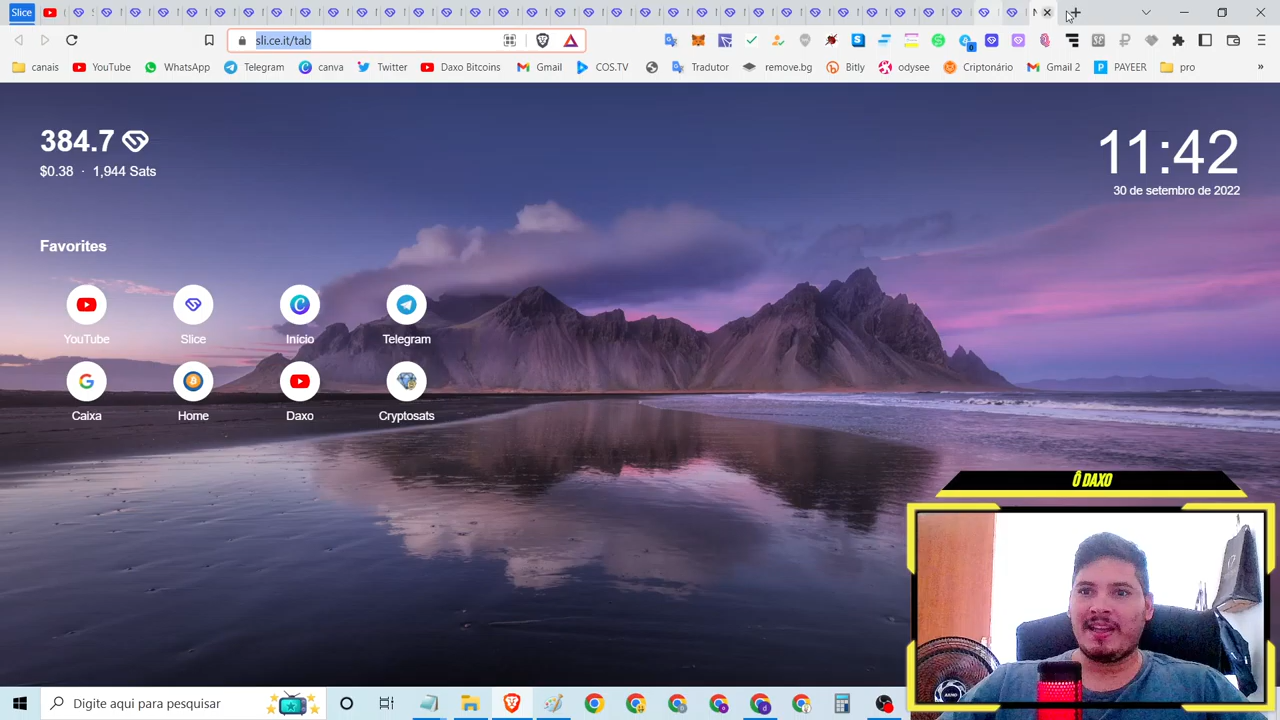 Slice
sli.ce.it/tab
canais YouTube WhatsApp Telegram canva Twitter Daxo Bitcoins Gmail COS.TV Tradutor remove.bg Bitly odysee Criptonário Gmail 2 PAYEER pro »
384.7
$0.38 · 1,944 Sats
11:42
30 de setembro de 2022
Favorites
YouTube Slice Início Telegram
Caixa Home Daxo Cryptosats
Ô DAXO
Digite aqui para pesquisar